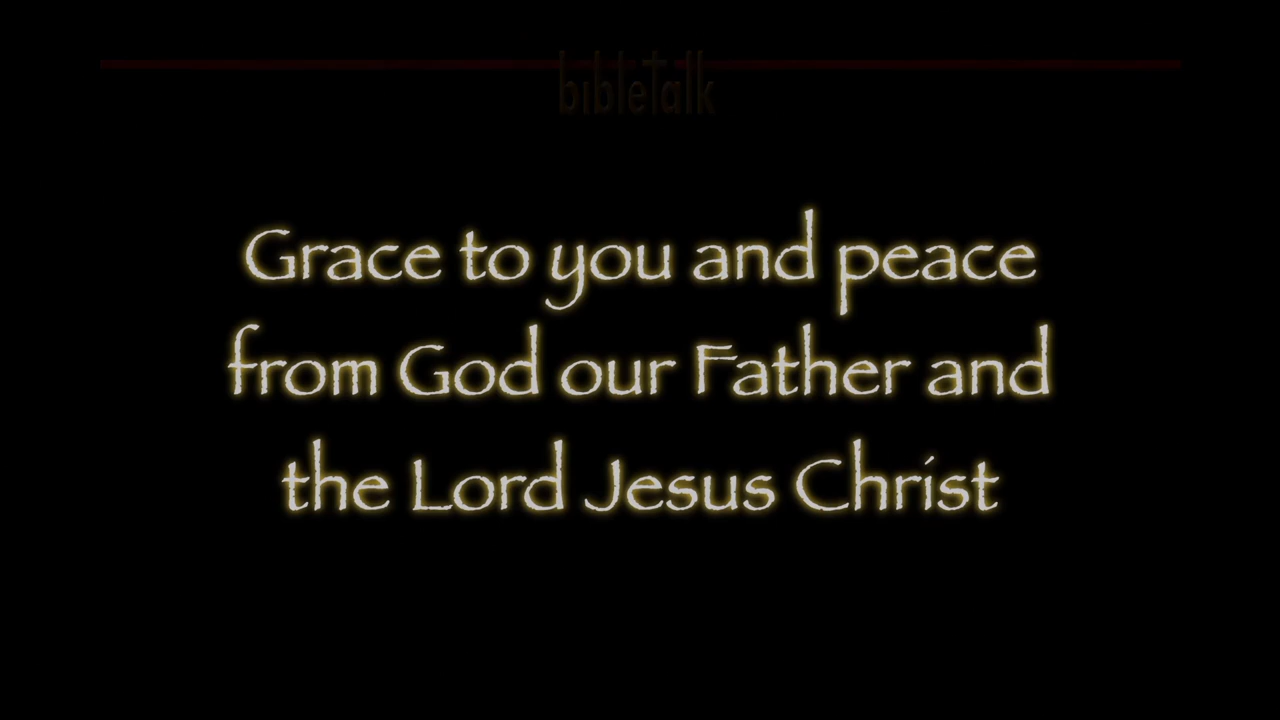 bibletalk
Grace to you and peace
from God our Father and
the Lord Jesus Christ